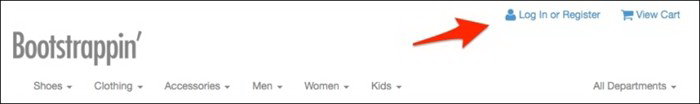 Log In or Register View Cart
Bootstrappin'
Shoes Clothing Accessories Men Women Kids All Departments